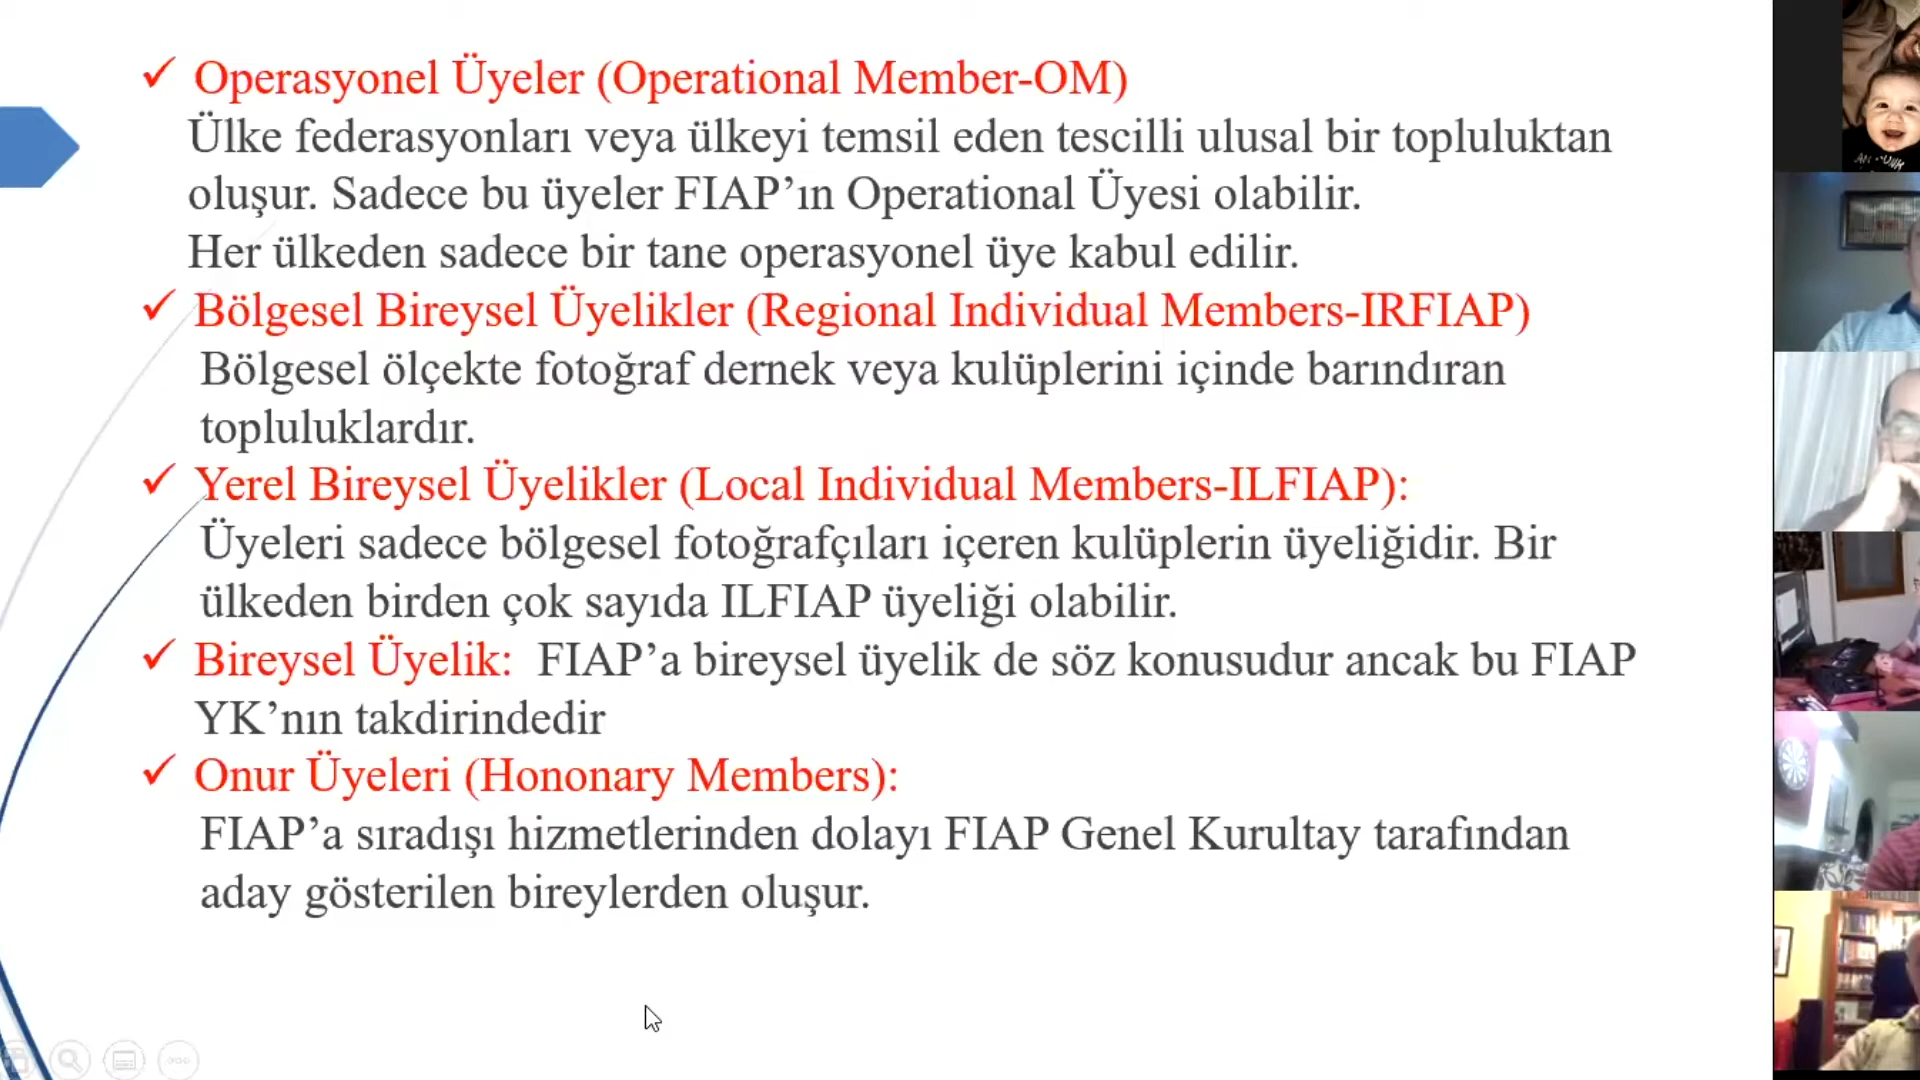 Operasyonel Üyeler (Operational Member-OM)
Ülke federasyonları veya ülkeyi temsil eden tescilli ulusal bir topluluktan
oluşur. Sadece bu üyeler FIAP’ın Operational Üyesi olabilir.
Her ülkeden sadece bir tane operasyonel üye kabul edilir.
Bölgesel Bireysel Üyelikler (Regional Individual Members-IRFIAP)
Bölgesel ölçekte fotoğraf dernek veya kulüplerini içinde barındıran
topluluklardır.
Yerel Bireysel Üyelikler (Local Individual Members-ILFIAP):
Üyeleri sadece bölgesel fotoğrafçıları içeren kulüplerin üyeliğidir. Bir
ülkeden birden çok sayıda ILFIAP üyeliği olabilir.
Bireysel Üyelik: FIAP’a bireysel üyelik de söz konusudur ancak bu FIAP
YK’nın takdirindedir
Onur Üyeleri (Hononary Members):
FIAP’a sıradışı hizmetlerinden dolayı FIAP Genel Kurultay tarafından
aday gösterilen bireylerden oluşur.